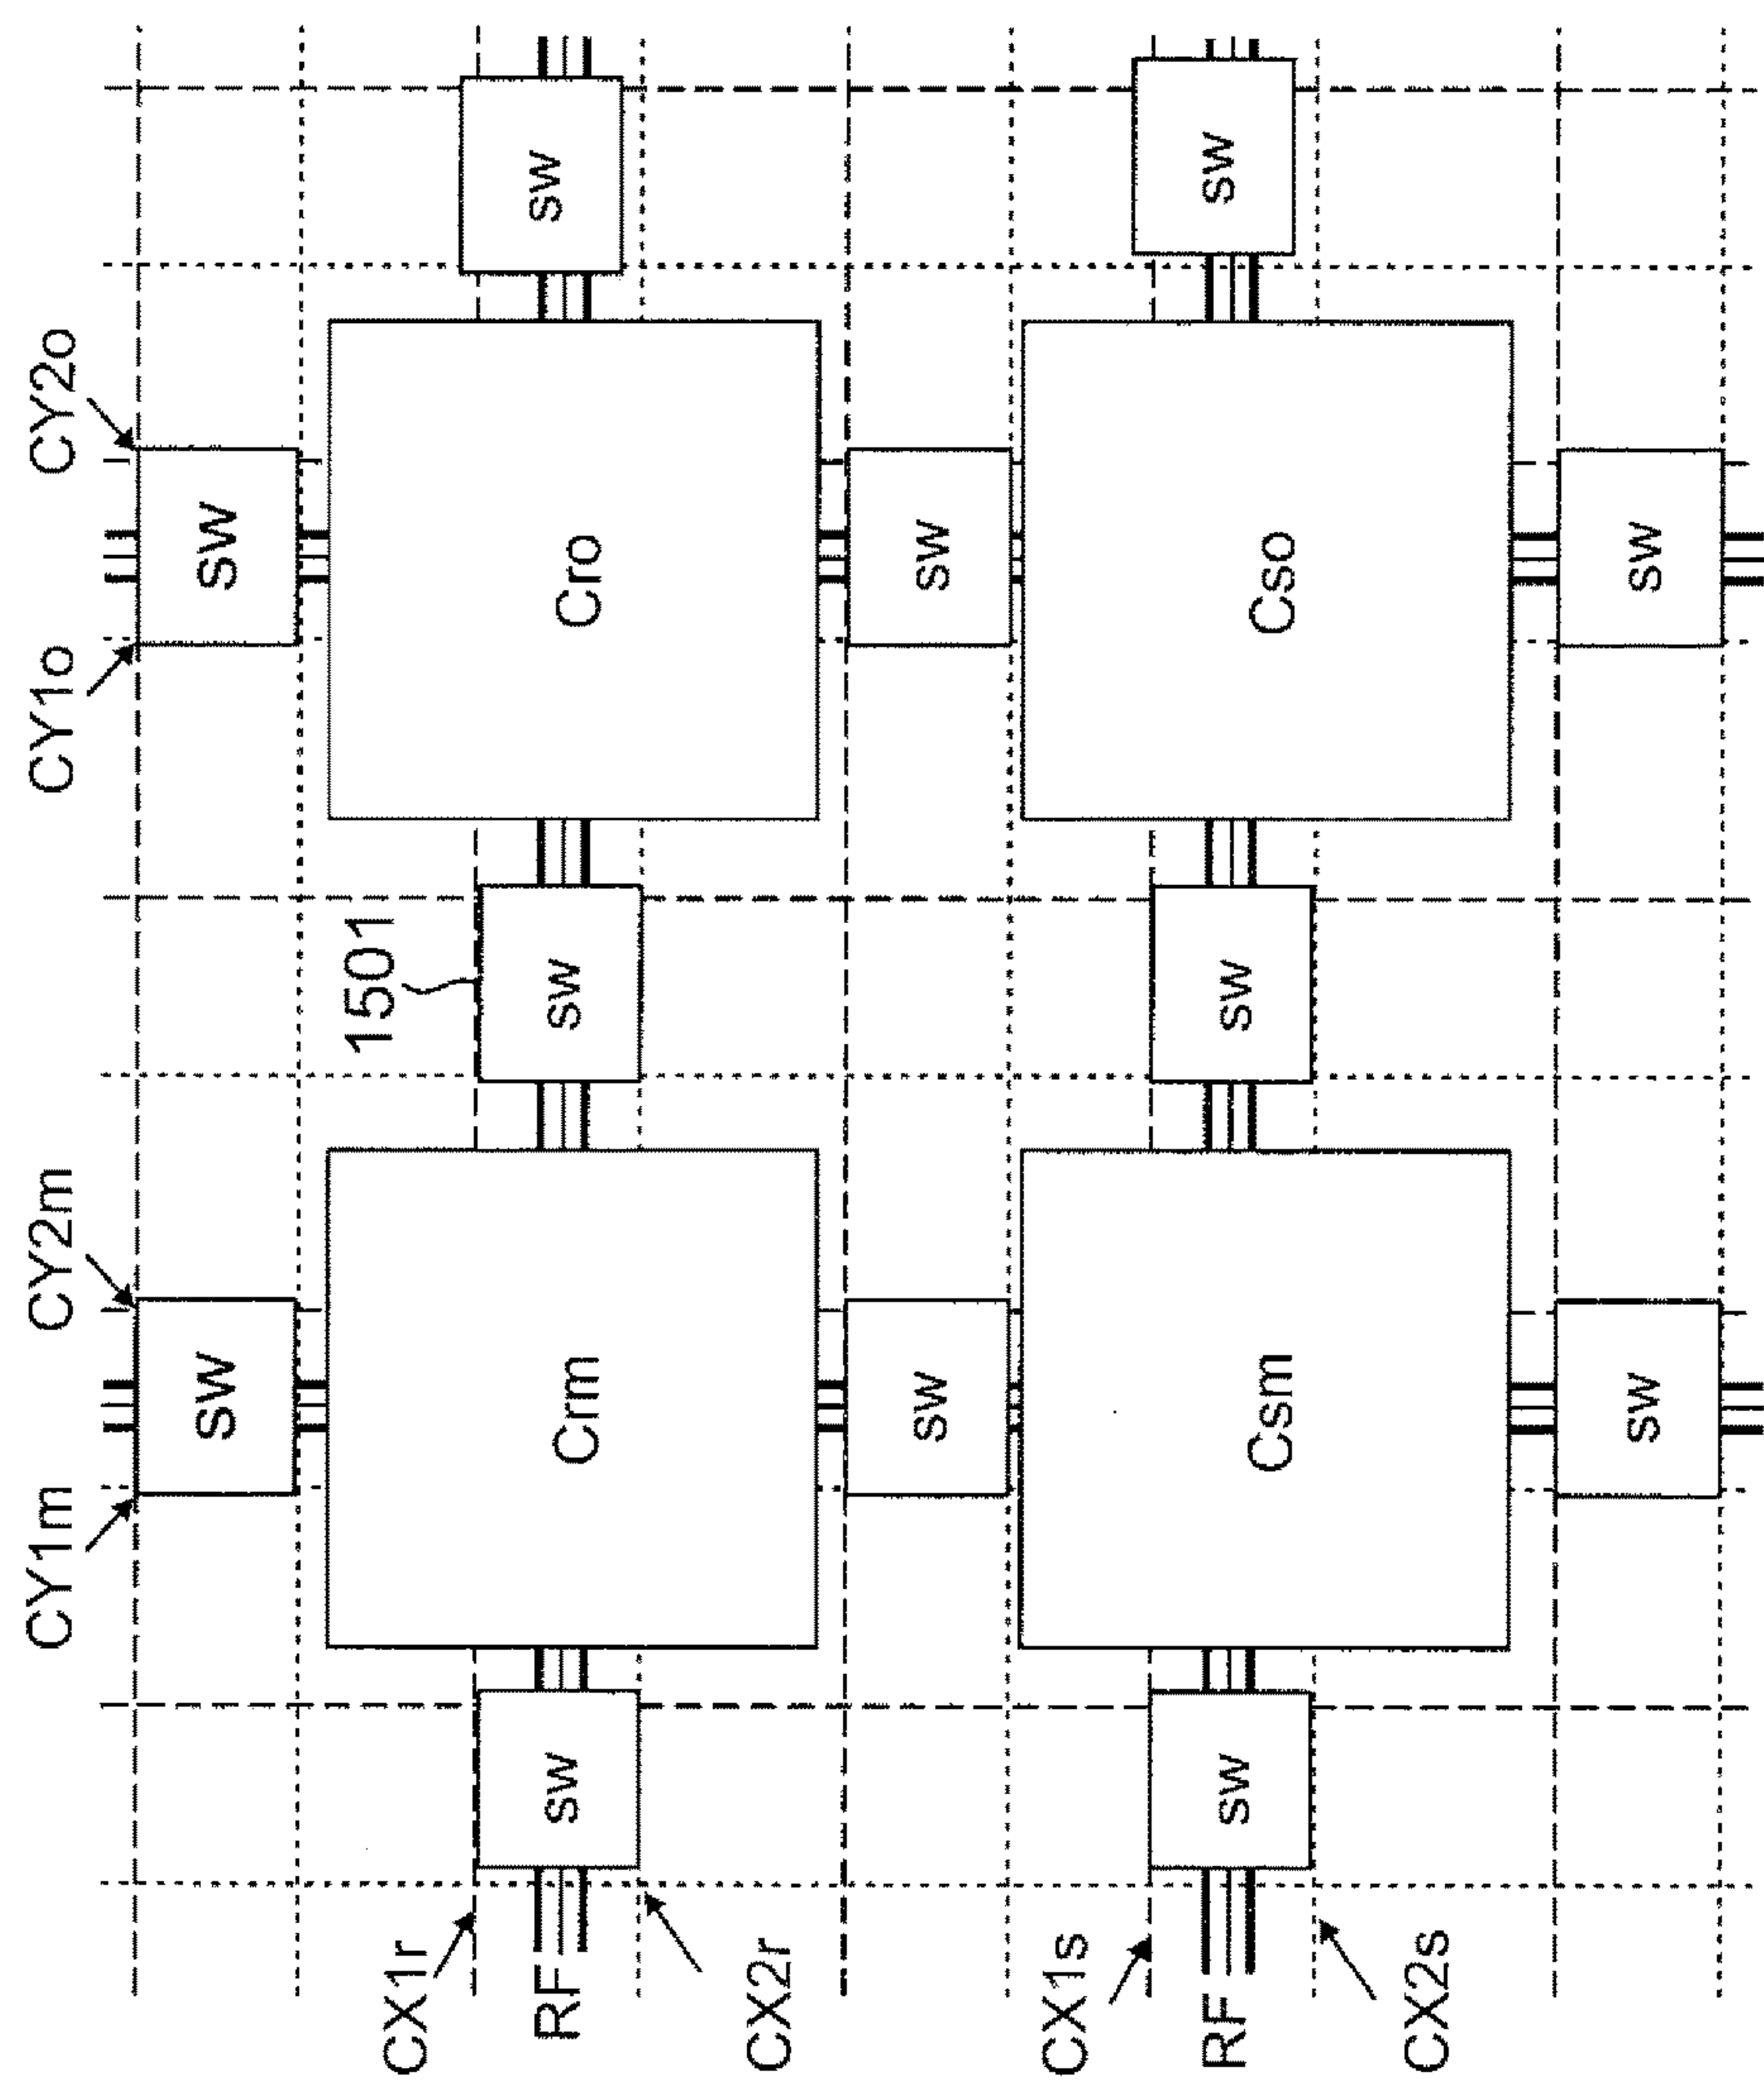 CY1m CY2m CY1o CY2o
sw sw
CX1r 1501
RF sw Crm sw Cro sw
CX2r
sw sw
CX1s
RF sw Csm sw Cso sw
CX2s
sw sw